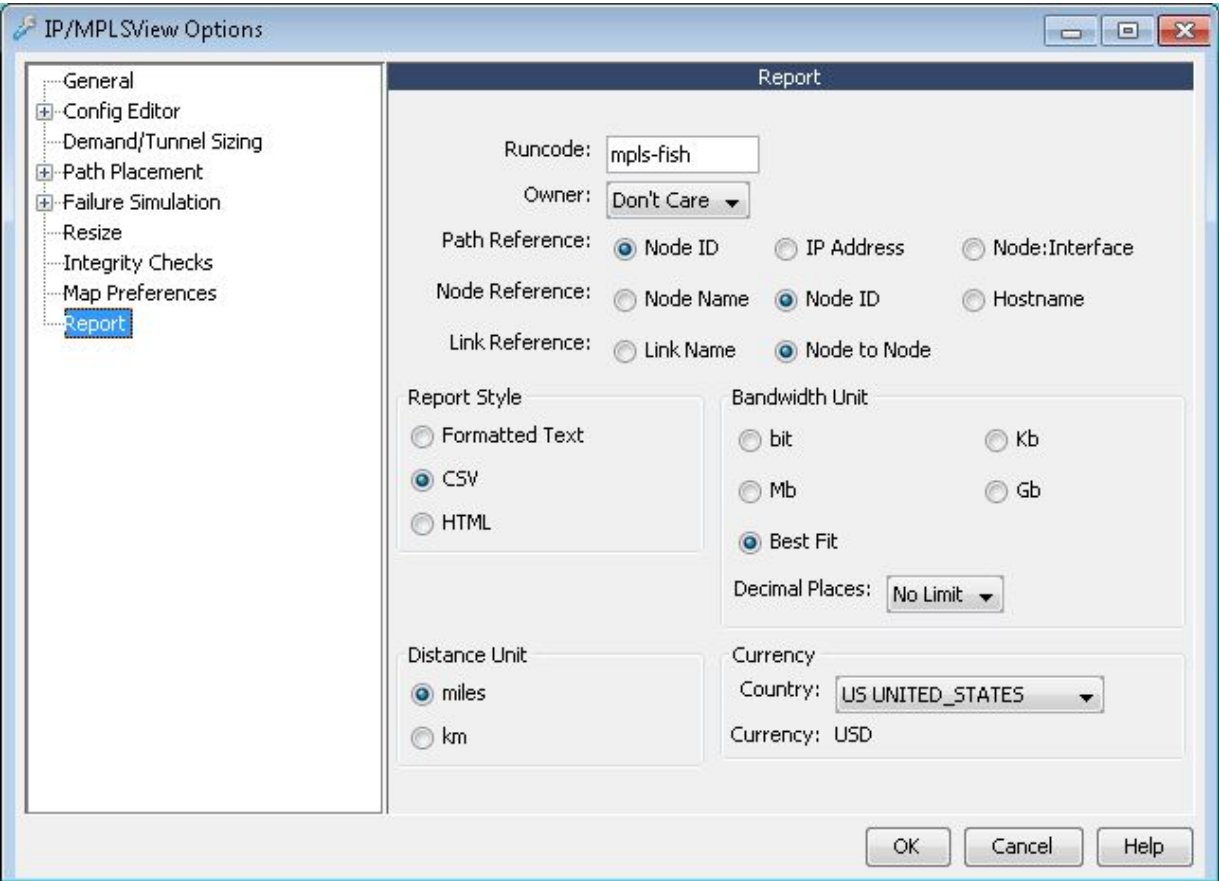 IP/MPLSView Options
General
Config Editor
Demand/Tunnel Sizing
Path Placement
Failure Simulation
Resize
Integrity Checks
Map Preferences
Report
Report
Runcode: mpls-fish
Owner: Don't Care
Path Reference: Node ID IP Address Node:Interface
Node Reference: Node Name Node ID Hostname
Link Reference: Link Name Node to Node
Report Style
Formatted Text
CSV
HTML
Bandwidth Unit
bit Kb
Mb Gb
Best Fit
Decimal Places: No Limit
Distance Unit
miles
km
Currency
Country: US UNITED_STATES
Currency: USD
OK Cancel Help